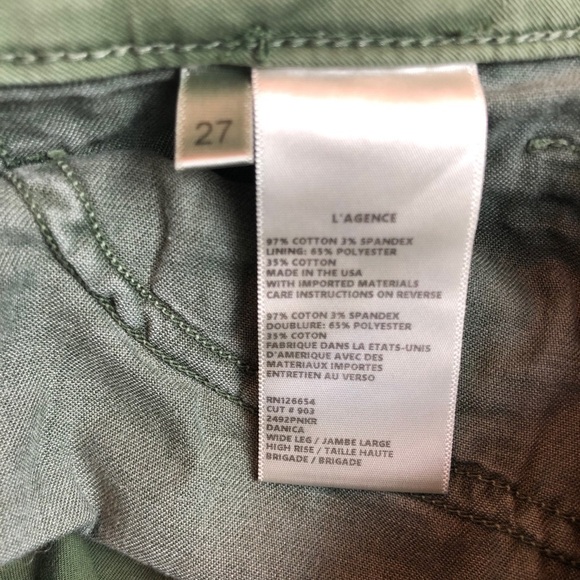 27
L'AGENCE
97% COTTON 3% SPANDEX
LINING: 65% POLYESTER
35% COTTON
MADE IN THE USA
WITH IMPORTED MATERIALS
CARE INSTRUCTIONS ON REVERSE
97% COTON 3% SPANDEX
DOUBLURE: 65% POLYESTER
35% COTON
FABRIQUE DANS LA ETATS-UNIS
D'AMERIQUE AVEC DES
MATERIAUX IMPORTES
ENTRETIEN AU VERSO
RN126654
CUT # 903
2492PNKR
DANICA
WIDE LEG / JAMBE LARGE
HIGH RISE / TAILLE HAUTE
BRIGADE / BRIGADE